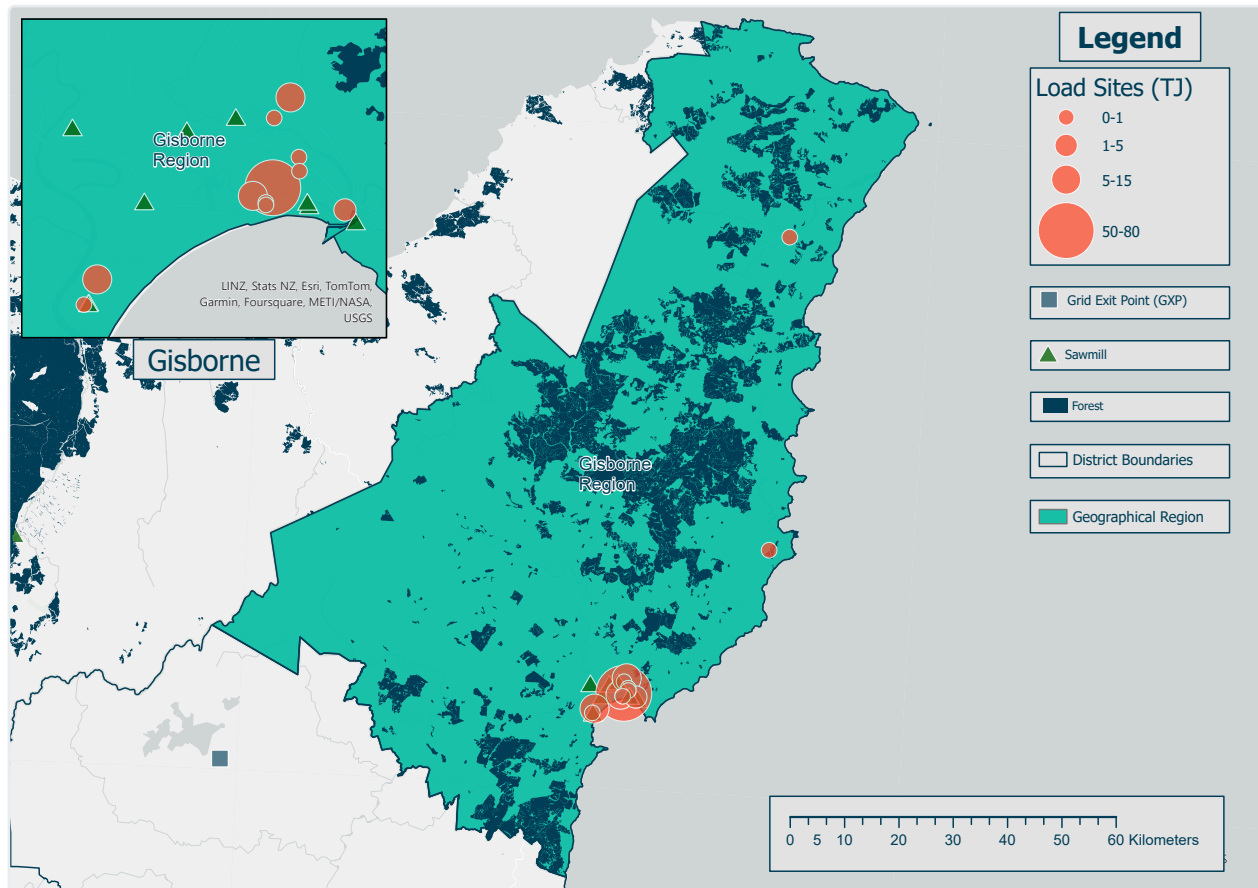 Gisborne
Region
LINZ, Stats NZ, Esri, TomTom,
Garmin, Foursquare, METI/NASA,
USGS
Gisborne
Gisborne
Region
Legend
Load Sites (TJ)
0-1
1-5
5-15
50-80
Grid Exit Point (GXP)
Sawmill
Forest
District Boundaries
Geographical Region
0 5 10 20 30 40 50 60 Kilometers